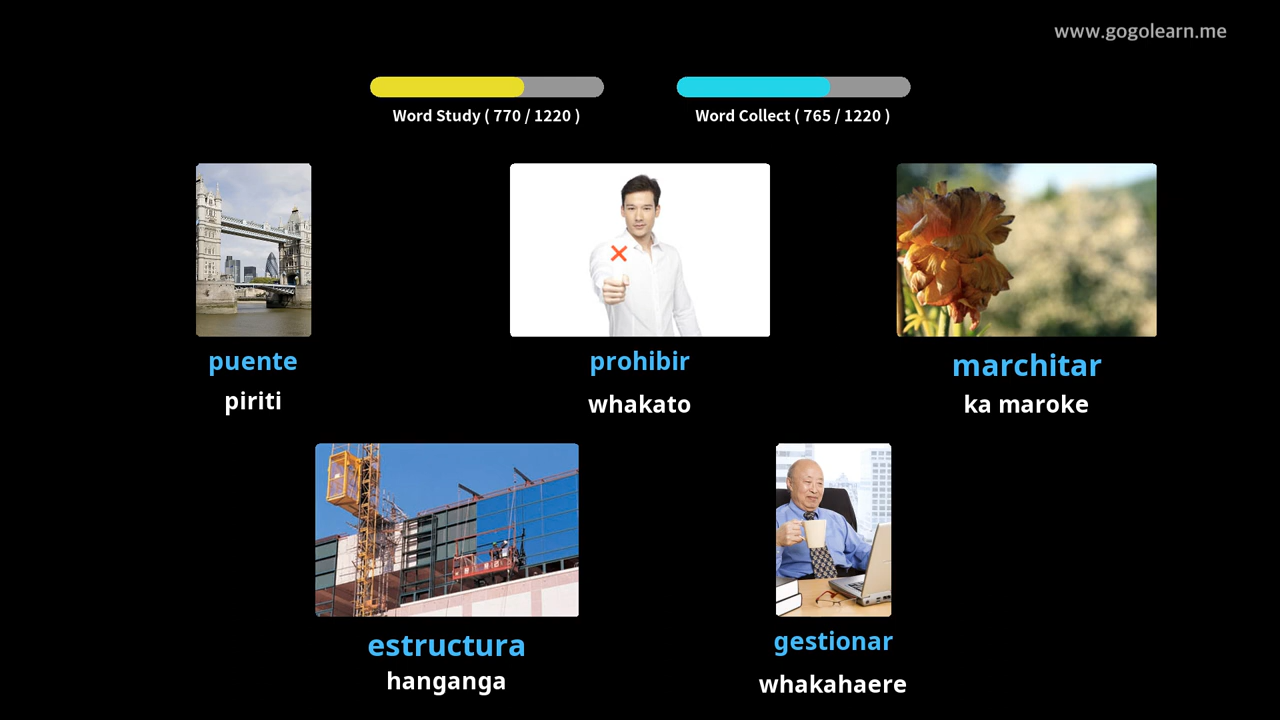 www.gogolearn.me
Word Study ( 770 / 1220 )
Word Collect ( 765 / 1220 )
puente
piriti
prohibir
whakato
marchitar
ka maroke
estructura
hanganga
gestionar
whakahaere